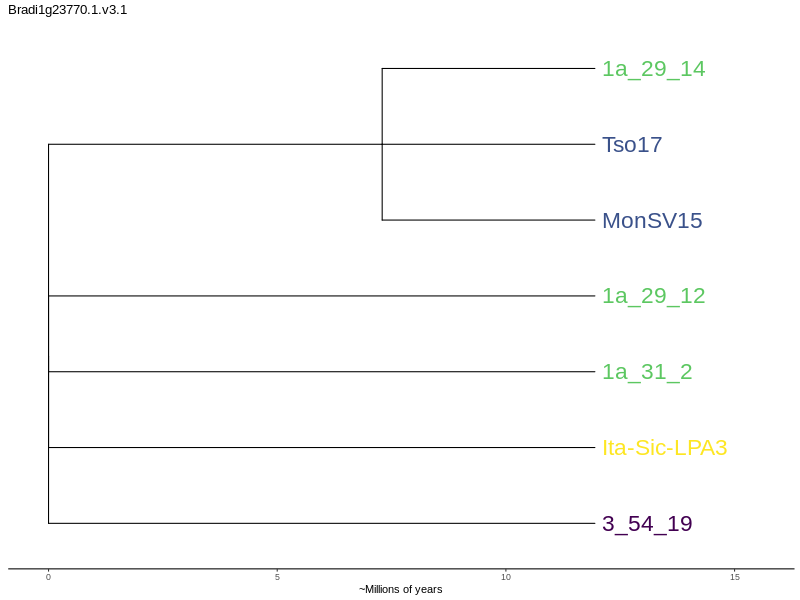 Bradi1g23770.1.v3.1
1a_29_14
Tso17
MonSV15
1a_29_12
1a_31_2
Ita-Sic-LPA3
3_54_19
0 5 10 15
~Millions of years